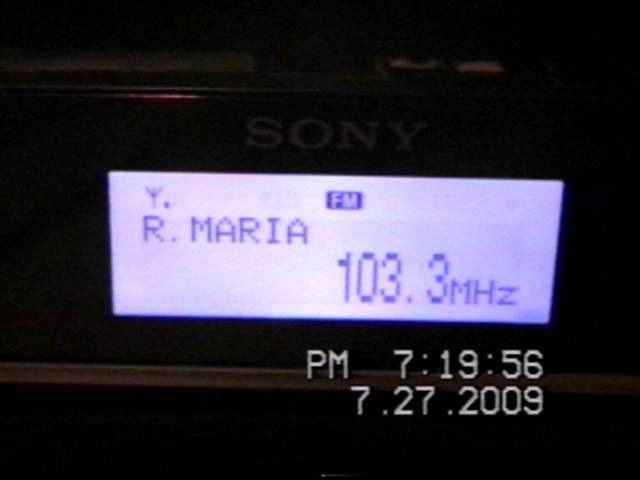 SONY
FM
R. MARIA
103.3MHz
PM 7:19:56
7.27.2009